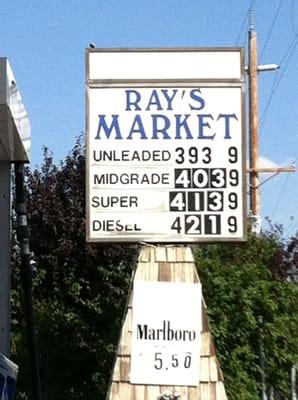 RAY'S
MARKET
UNLEADED 393 9
MIDGRADE 403 9
SUPER 413 9
DIESEL 421 9
Marlboro
5.50